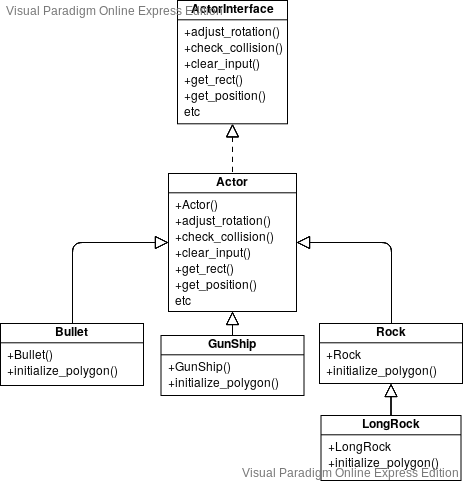 Visual Paradigm Online Express Edition
ActorInterface
+adjust_rotation()
+check_collision()
+clear_input()
+get_rect()
+get_position()
etc
Actor
+Actor()
+adjust_rotation()
+check_collision()
+clear_input()
+get_rect()
+get_position()
etc
Bullet
+Bullet()
+initialize_polygon()
GunShip
+GunShip()
+initialize_polygon()
Rock
+Rock
+initialize_polygon()
LongRock
+LongRock
+initialize_polygon()
Visual Paradigm Online Express Edition